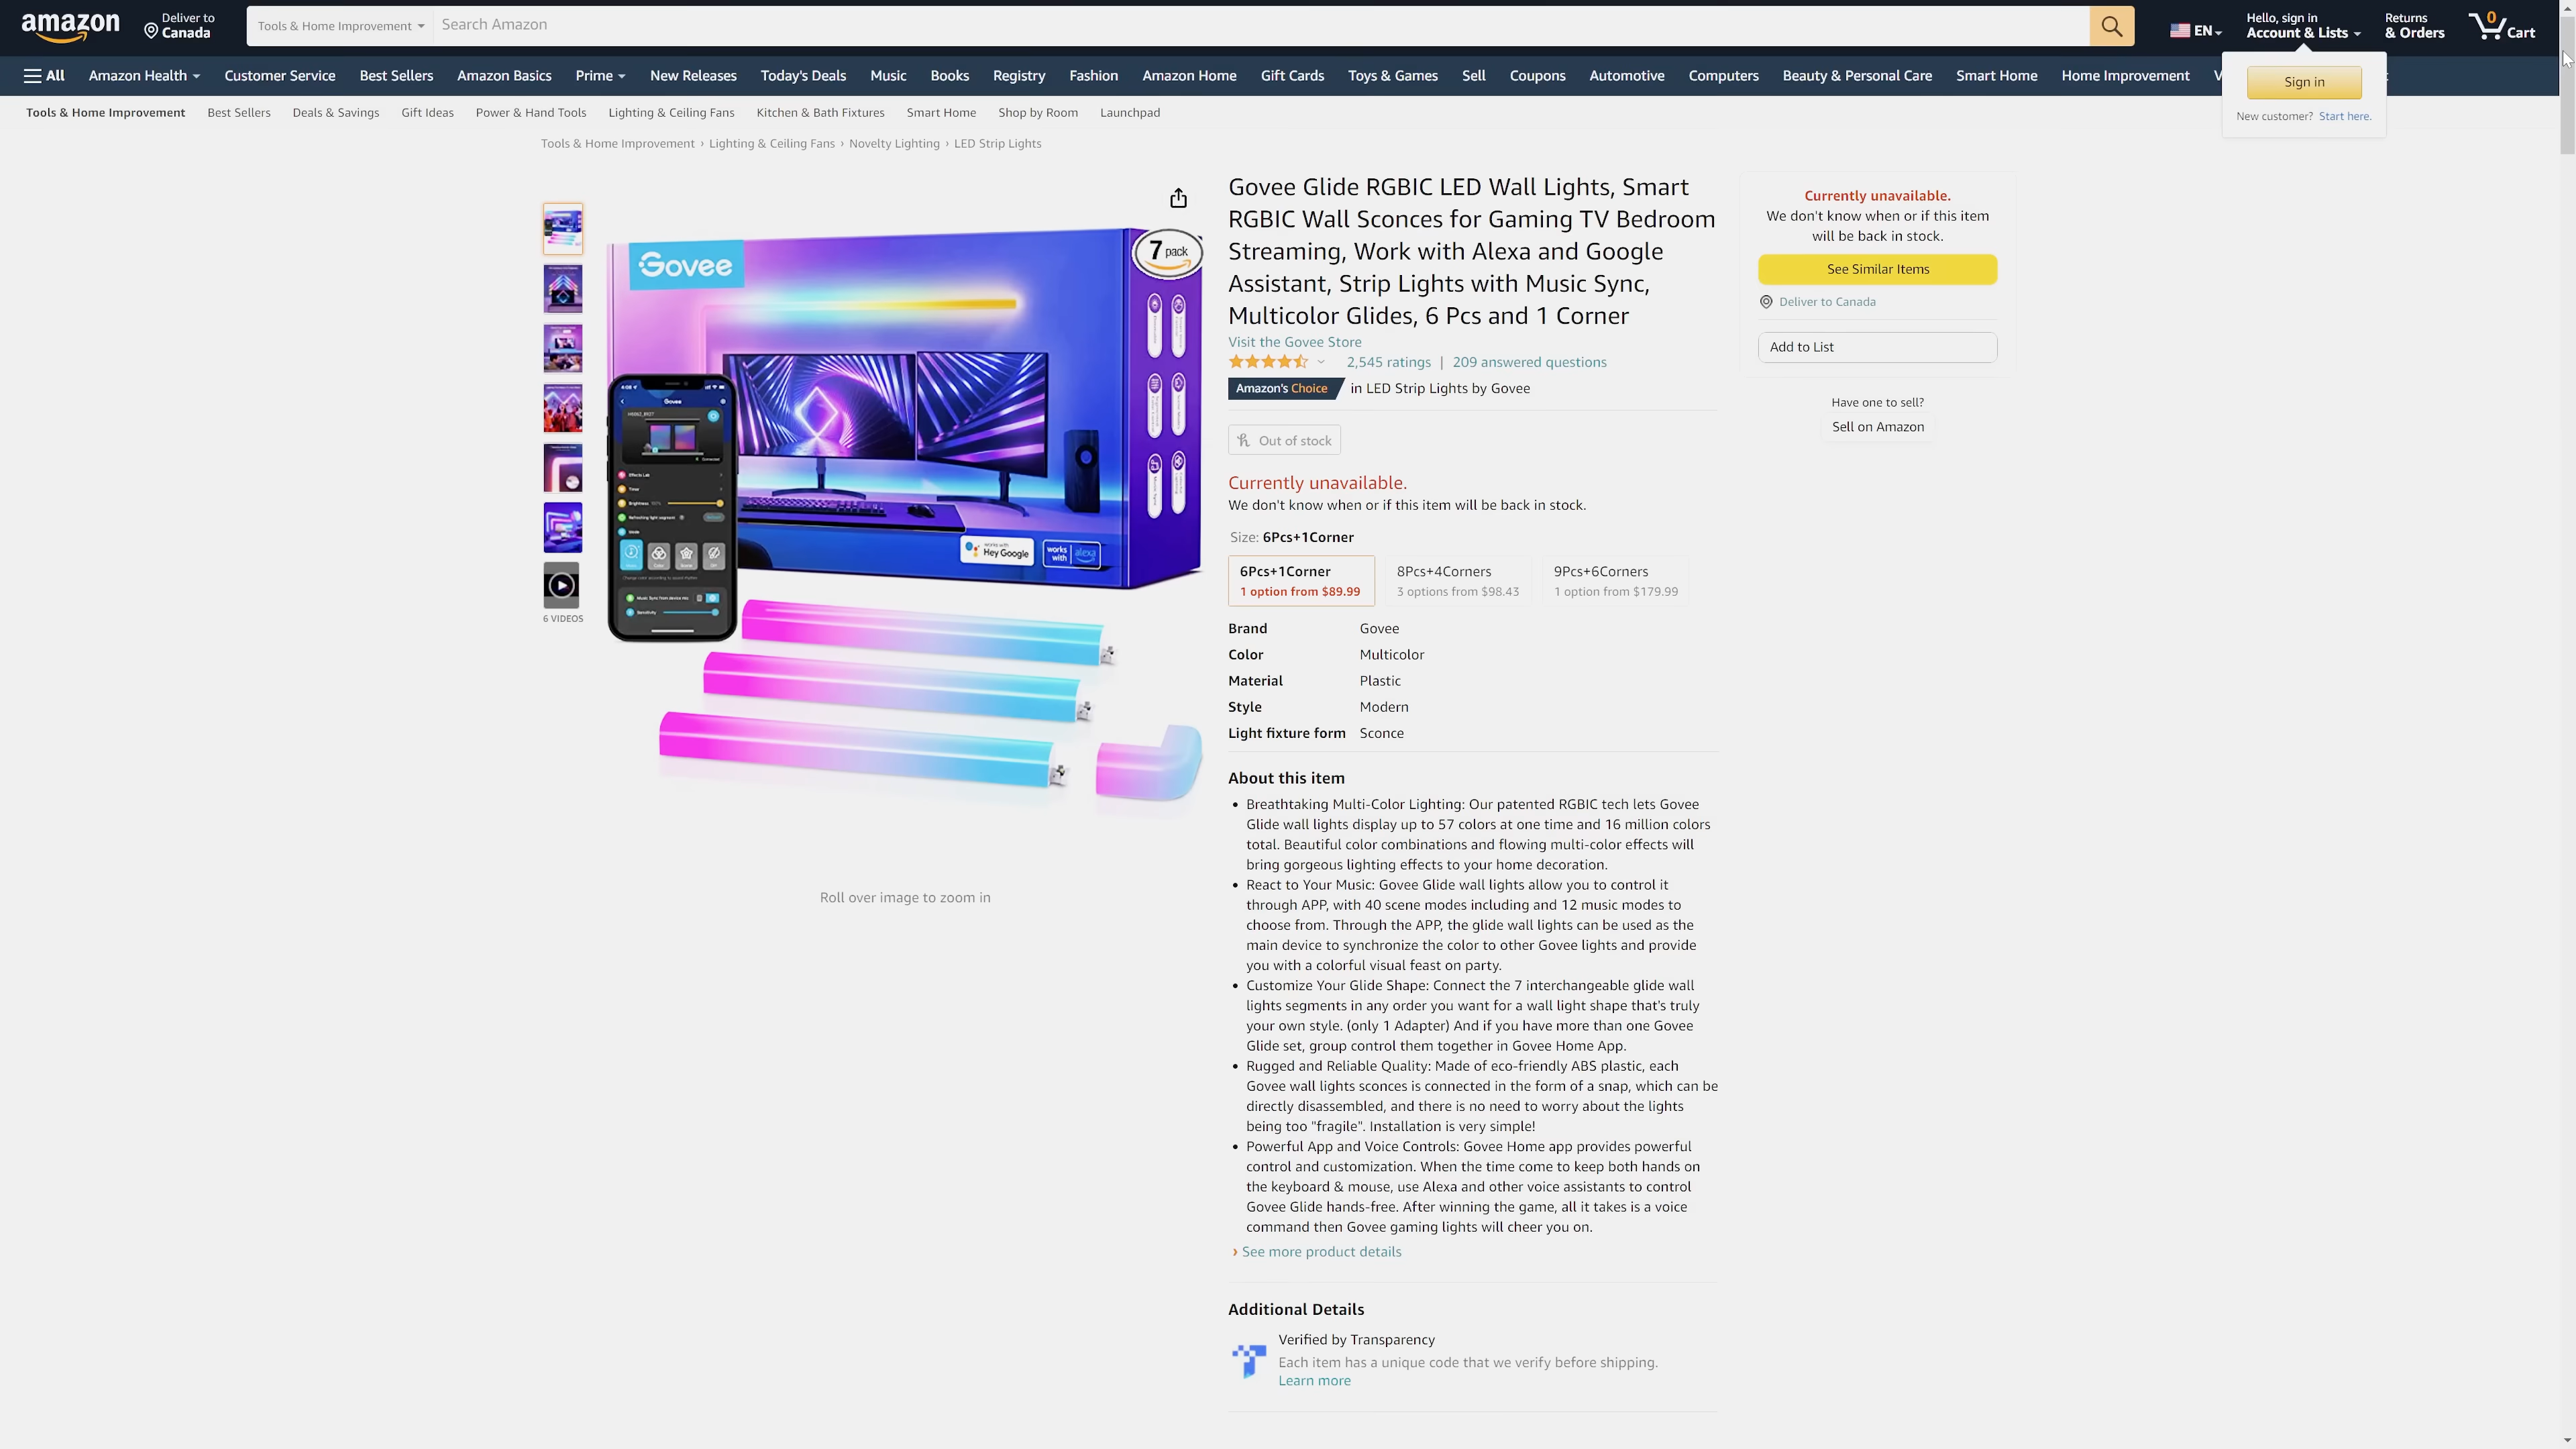 amazon
Deliver to
Canada
Tools & Home Improvement
Search Amazon
EN
Hello, sign in
Account & Lists
Returns
& Orders
0
Cart
All
Amazon Health
Customer Service
Best Sellers
Amazon Basics
Prime
New Releases
Today's Deals
Music
Books
Registry
Fashion
Amazon Home
Gift Cards
Toys & Games
Sell
Coupons
Automotive
Computers
Beauty & Personal Care
Smart Home
Home Improvement
Sign in
New customer? Start here.
Tools & Home Improvement
Best Sellers
Deals & Savings
Gift Ideas
Power & Hand Tools
Lighting & Ceiling Fans
Kitchen & Bath Fixtures
Smart Home
Shop by Room
Launchpad
Tools & Home Improvement › Lighting & Ceiling Fans › Novelty Lighting › LED Strip Lights
Govee
7 pack
Govee
Effects Lab
Timer
Brightness
works with
Hey Google
works with alexa
6 VIDEOS
Roll over image to zoom in
Govee Glide RGBIC LED Wall Lights, Smart
RGBIC Wall Sconces for Gaming TV Bedroom
Streaming, Work with Alexa and Google
Assistant, Strip Lights with Music Sync,
Multicolor Glides, 6 Pcs and 1 Corner
Visit the Govee Store
2,545 ratings | 209 answered questions
Amazon's Choice in LED Strip Lights by Govee
Out of stock
Currently unavailable.
We don't know when or if this item will be back in stock.
Size: 6Pcs+1Corner
6Pcs+1Corner
1 option from $89.99
8Pcs+4Corners
3 options from $98.43
9Pcs+6Corners
1 option from $179.99
Brand Govee
Color Multicolor
Material Plastic
Style Modern
Light fixture form Sconce
About this item
• Breathtaking Multi-Color Lighting: Our patented RGBIC tech lets Govee
Glide wall lights display up to 57 colors at one time and 16 million colors
total. Beautiful color combinations and flowing multi-color effects will
bring gorgeous lighting effects to your home decoration.
• React to Your Music: Govee Glide wall lights allow you to control it
through APP, with 40 scene modes including and 12 music modes to
choose from. Through the APP, the glide wall lights can be used as the
main device to synchronize the color to other Govee lights and provide
you with a colorful visual feast on party.
• Customize Your Glide Shape: Connect the 7 interchangeable glide wall
lights segments in any order you want for a wall light shape that's truly
your own style. (only 1 Adapter) And if you have more than one Govee
Glide set, group control them together in Govee Home App.
• Rugged and Reliable Quality: Made of eco-friendly ABS plastic, each
Govee wall lights sconces is connected in the form of a snap, which can be
directly disassembled, and there is no need to worry about the lights
being too "fragile". Installation is very simple!
• Powerful App and Voice Controls: Govee Home app provides powerful
control and customization. When the time come to keep both hands on
the keyboard & mouse, use Alexa and other voice assistants to control
Govee Glide hands-free. After winning the game, all it takes is a voice
command then Govee gaming lights will cheer you on.
› See more product details
Additional Details
Verified by Transparency
Each item has a unique code that we verify before shipping.
Learn more
Currently unavailable.
We don't know when or if this item
will be back in stock.
See Similar Items
Deliver to Canada
Add to List
Have one to sell?
Sell on Amazon